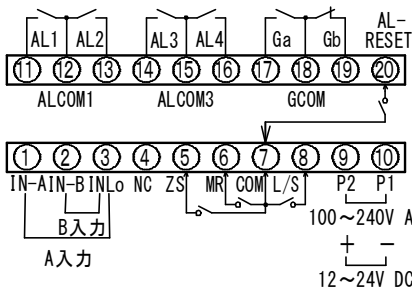 AL1 AL2 AL3 AL4 Ga Gb AL-RESET
11 12 13 14 15 16 17 18 19 20
ALCOM1 ALCOM3 GCOM
1 2 3 4 5 6 7 8 9 10
IN-A IN-B INLo NC ZS MR COM L/S P2 P1
B入力
100～240V A
A入力
+ −
12～24V DC